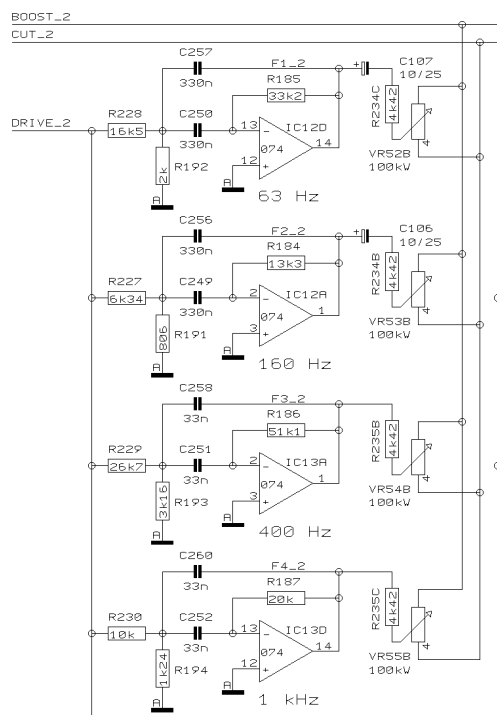 BOOST_2
CUT_2
C257
330n
F1_2
C107
10/25
R185
33k2
R234C
4k42
DRIVE_2
R228
16k5
C250
330n
13
IC12D
074
14
12
R192
2k
A
A
VR52B
100kW
4
63 Hz
C256
330n
F2_2
C106
10/25
R184
13k3
R234B
4k42
R227
6k34
C249
330n
2
IC12A
074
1
3
R191
806
A
A
VR53B
100kW
4
160 Hz
C258
33n
F3_2
R186
51k1
R235B
4k42
R229
26k7
C251
33n
2
IC13A
074
1
3
R193
3k16
A
A
VR54B
100kW
4
400 Hz
C260
33n
F4_2
R187
20k
R235C
4k42
R230
10k
C252
33n
13
IC13D
074
14
12
R194
1k24
A
A
VR55B
100kW
4
1 kHz